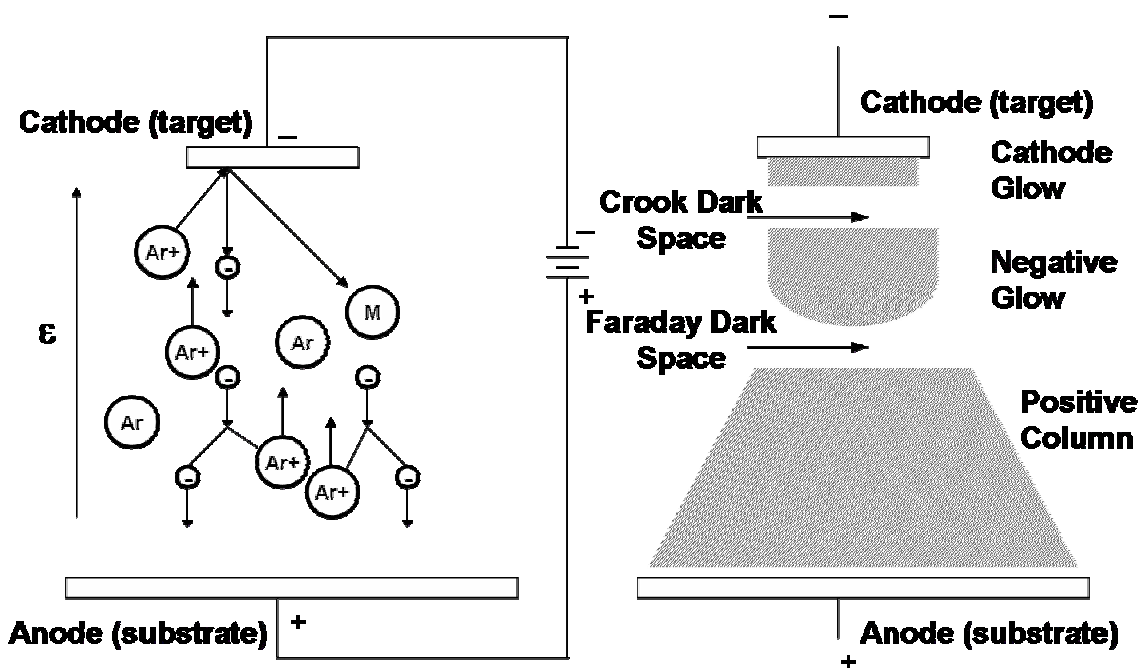 Cathode (target)
−
Ar+
-
M
ε
Ar+
Ar
-
-
Ar
Ar+
-
Ar+
-
−
+
Anode (substrate)
+
−
Cathode (target)
Cathode
Glow
Crook Dark
Space
Negative
Glow
Faraday Dark
Space
Positive
Column
Anode (substrate)
+